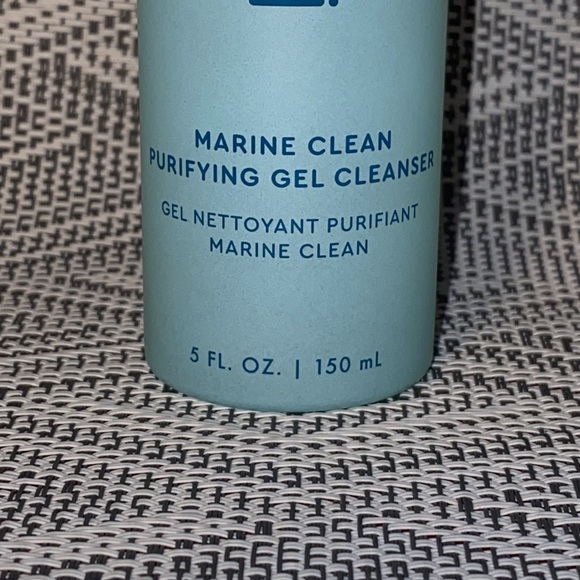 MARINE CLEAN
PURIFYING GEL CLEANSER
GEL NETTOYANT PURIFIANT
MARINE CLEAN
5 FL. OZ. | 150 mL